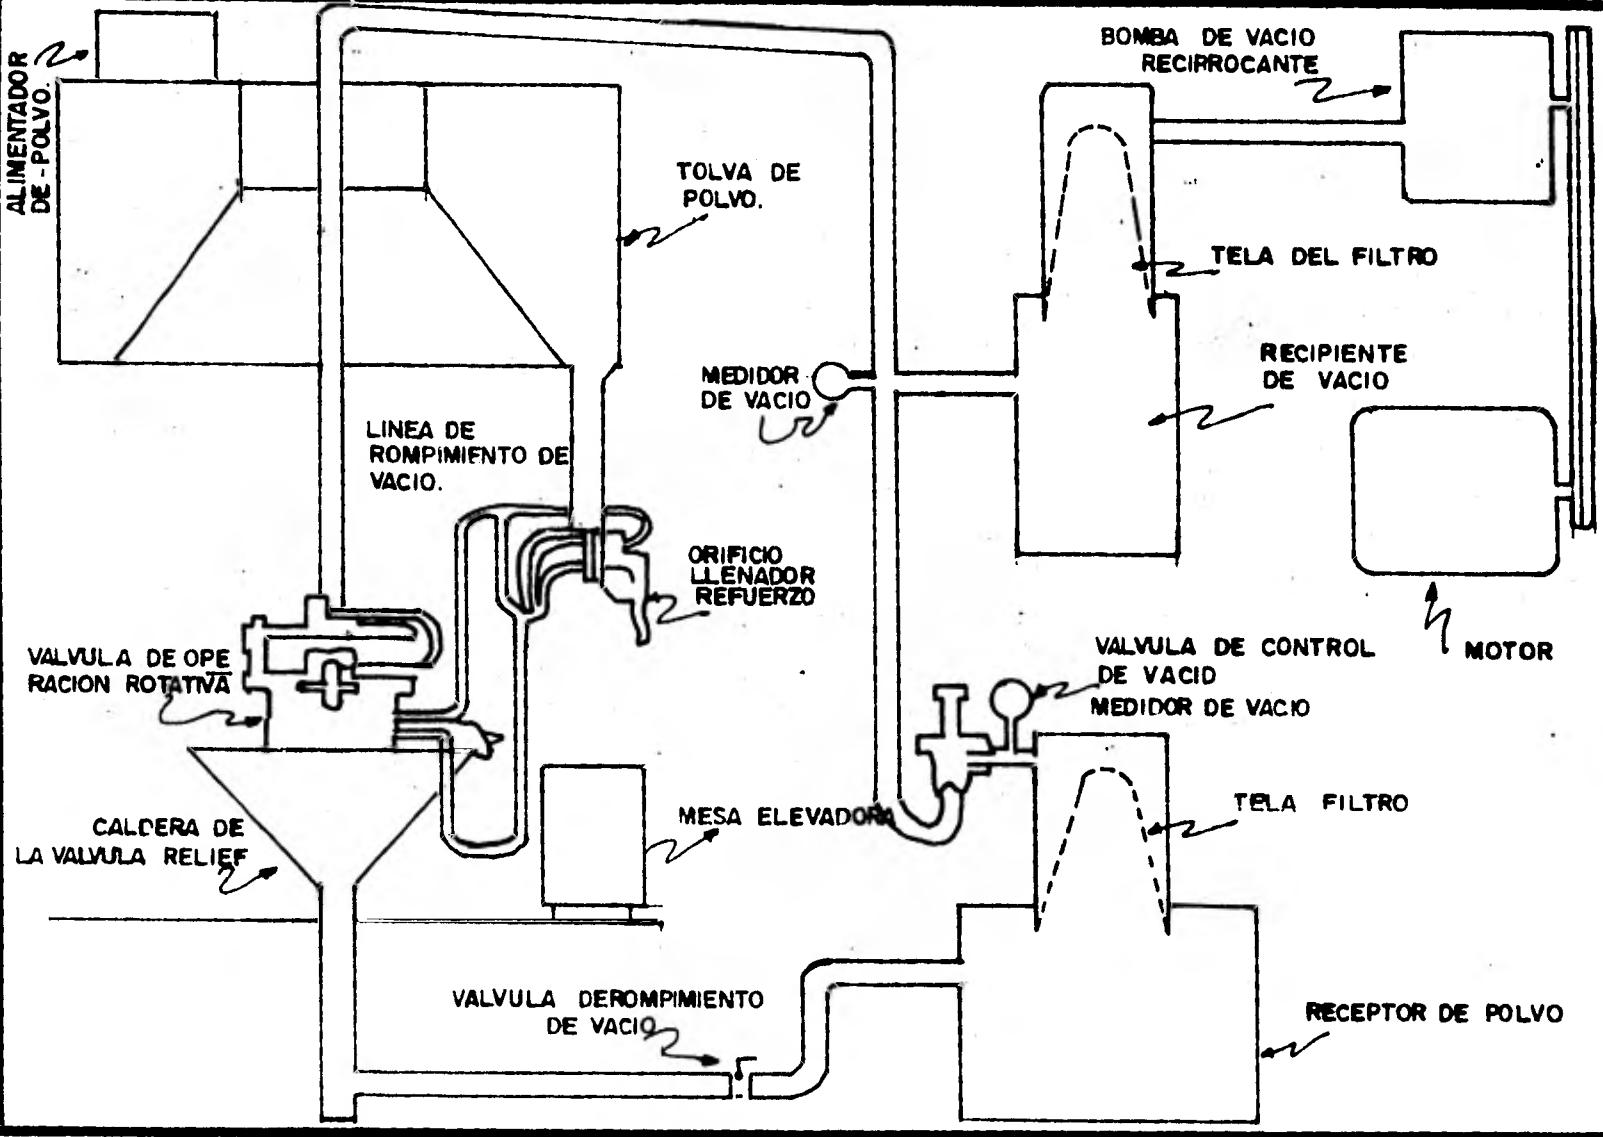 ALIMENTADOR
DE-POLVO.
BOMBA DE VACIO
RECIPROCANTE
TOLVA DE
POLVO.
TELA DEL FILTRO
RECIPIENTE
DE VACIO
MEDIDOR
DE VACIO
LINEA DE
ROMPIMIENTO DE
VACIO.
ORIFICIO
LLENADOR
REFUERZO
VALVULA DE OPE
RACION ROTATIVA
VALVULA DE CONTROL
DE VACIO
MEDIDOR DE VACIO
MOTOR
CALDERA DE
LA VALVULA RELIEF
MESA ELEVADORA
TELA FILTRO
VALVULA DEROMPIMIENTO
DE VACIO
RECEPTOR DE POLVO